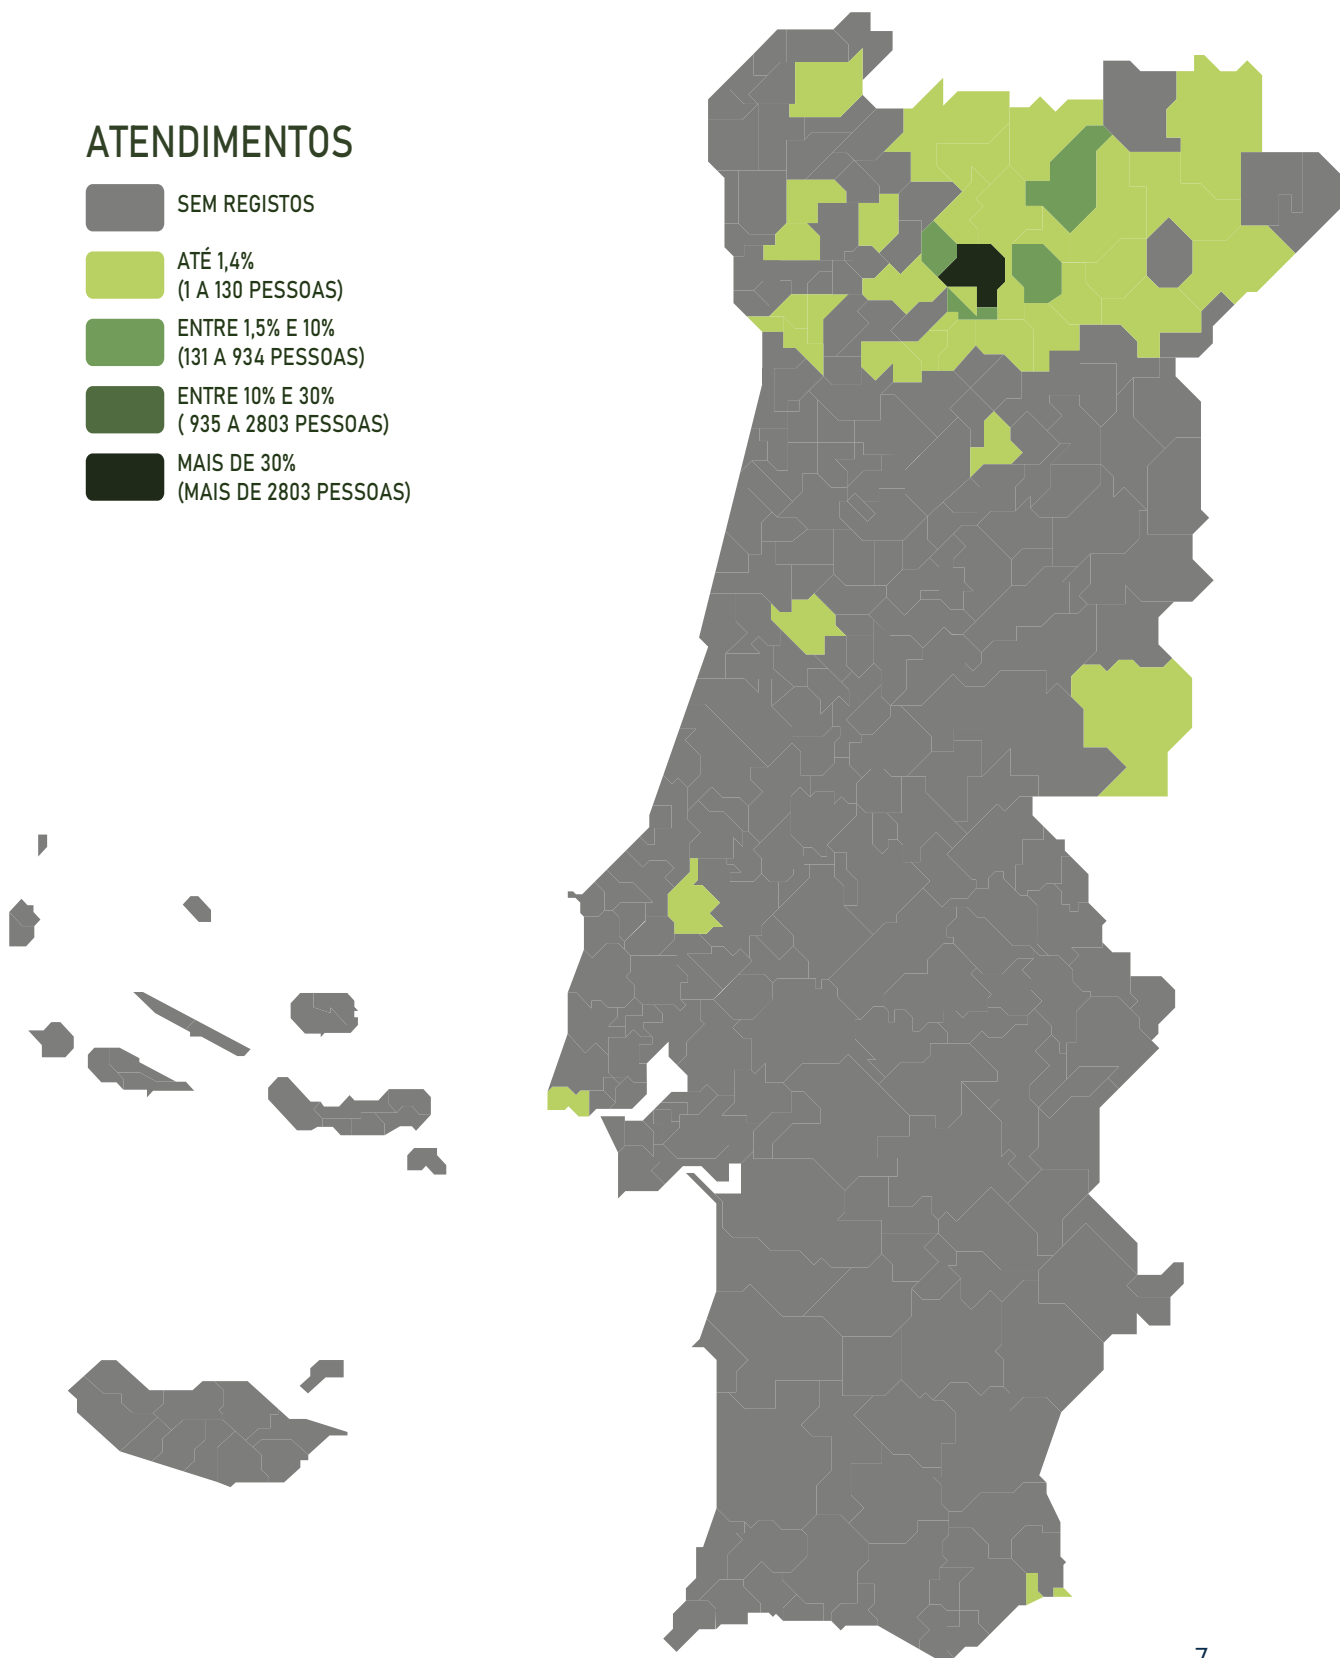 ATENDIMENTOS
SEM REGISTOS
ATÉ 1,4%
(1 A 130 PESSOAS)
ENTRE 1,5% E 10%
(131 A 934 PESSOAS)
ENTRE 10% E 30%
( 935 A 2803 PESSOAS)
MAIS DE 30%
(MAIS DE 2803 PESSOAS)
7